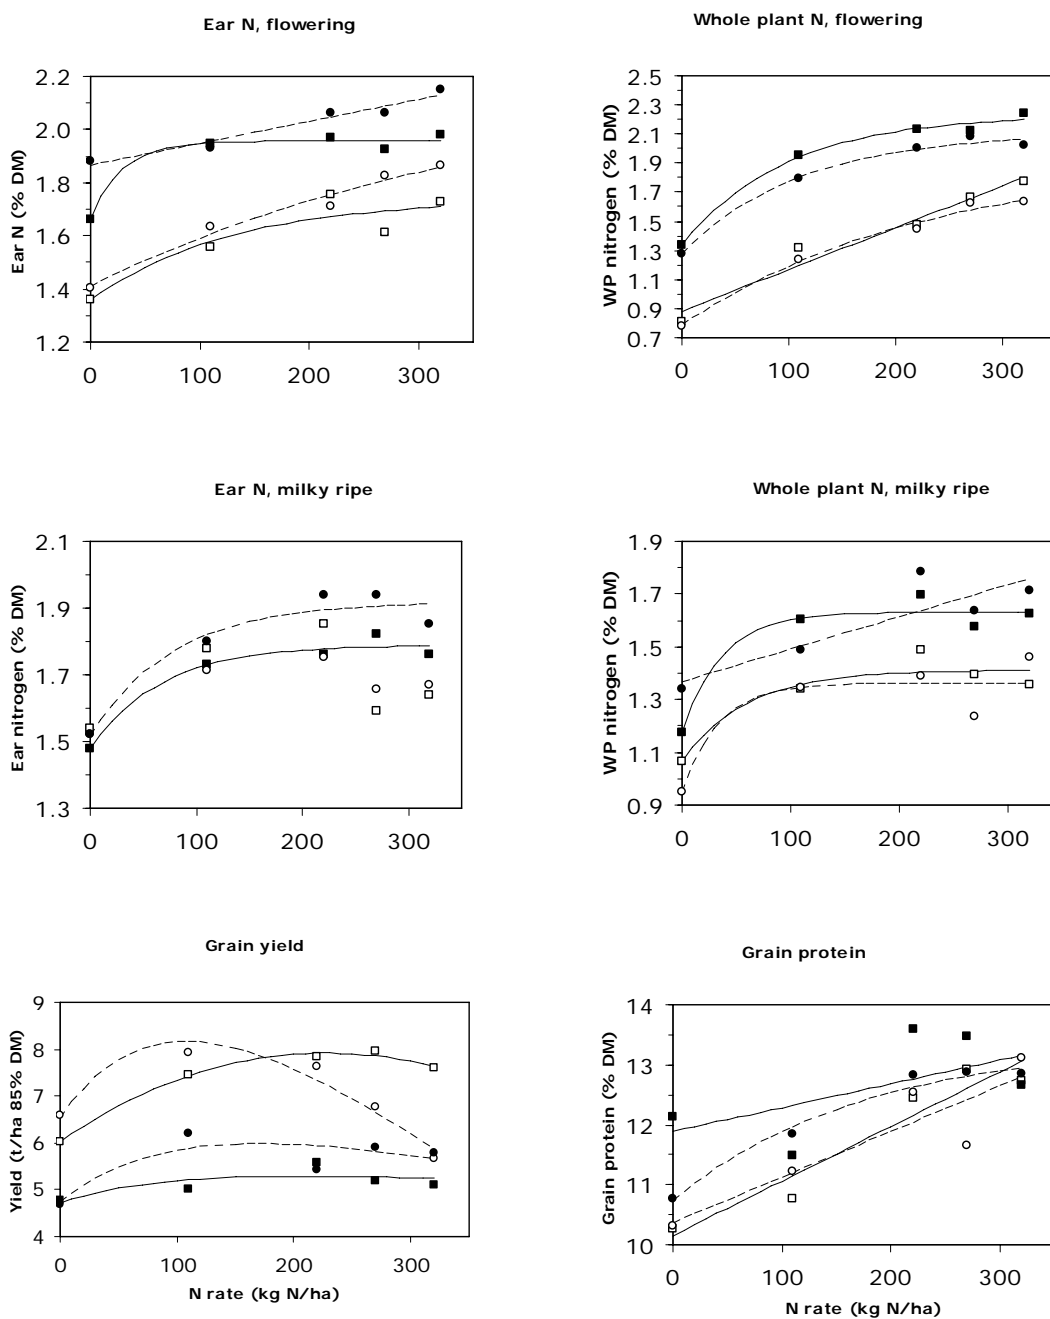 Ear N, flowering
Ear N (% DM)
2.2
2.0
1.8
1.6
1.4
1.2
0 100 200 300
Whole plant N, flowering
WP nitrogen (% DM)
2.5
2.3
2.1
1.9
1.7
1.5
1.3
1.1
0.9
0.7
0 100 200 300
Ear N, milky ripe
Ear nitrogen (% DM)
2.1
1.9
1.7
1.5
1.3
0 100 200 300
Whole plant N, milky ripe
WP nitrogen (% DM)
1.9
1.7
1.5
1.3
1.1
0.9
0 100 200 300
Grain yield
Yield (t/ha 85% DM)
9
8
7
6
5
4
0 100 200 300
N rate (kg N/ha)
Grain protein
Grain protein (% DM)
14
13
12
11
10
0 100 200 300
N rate (kg N/ha)